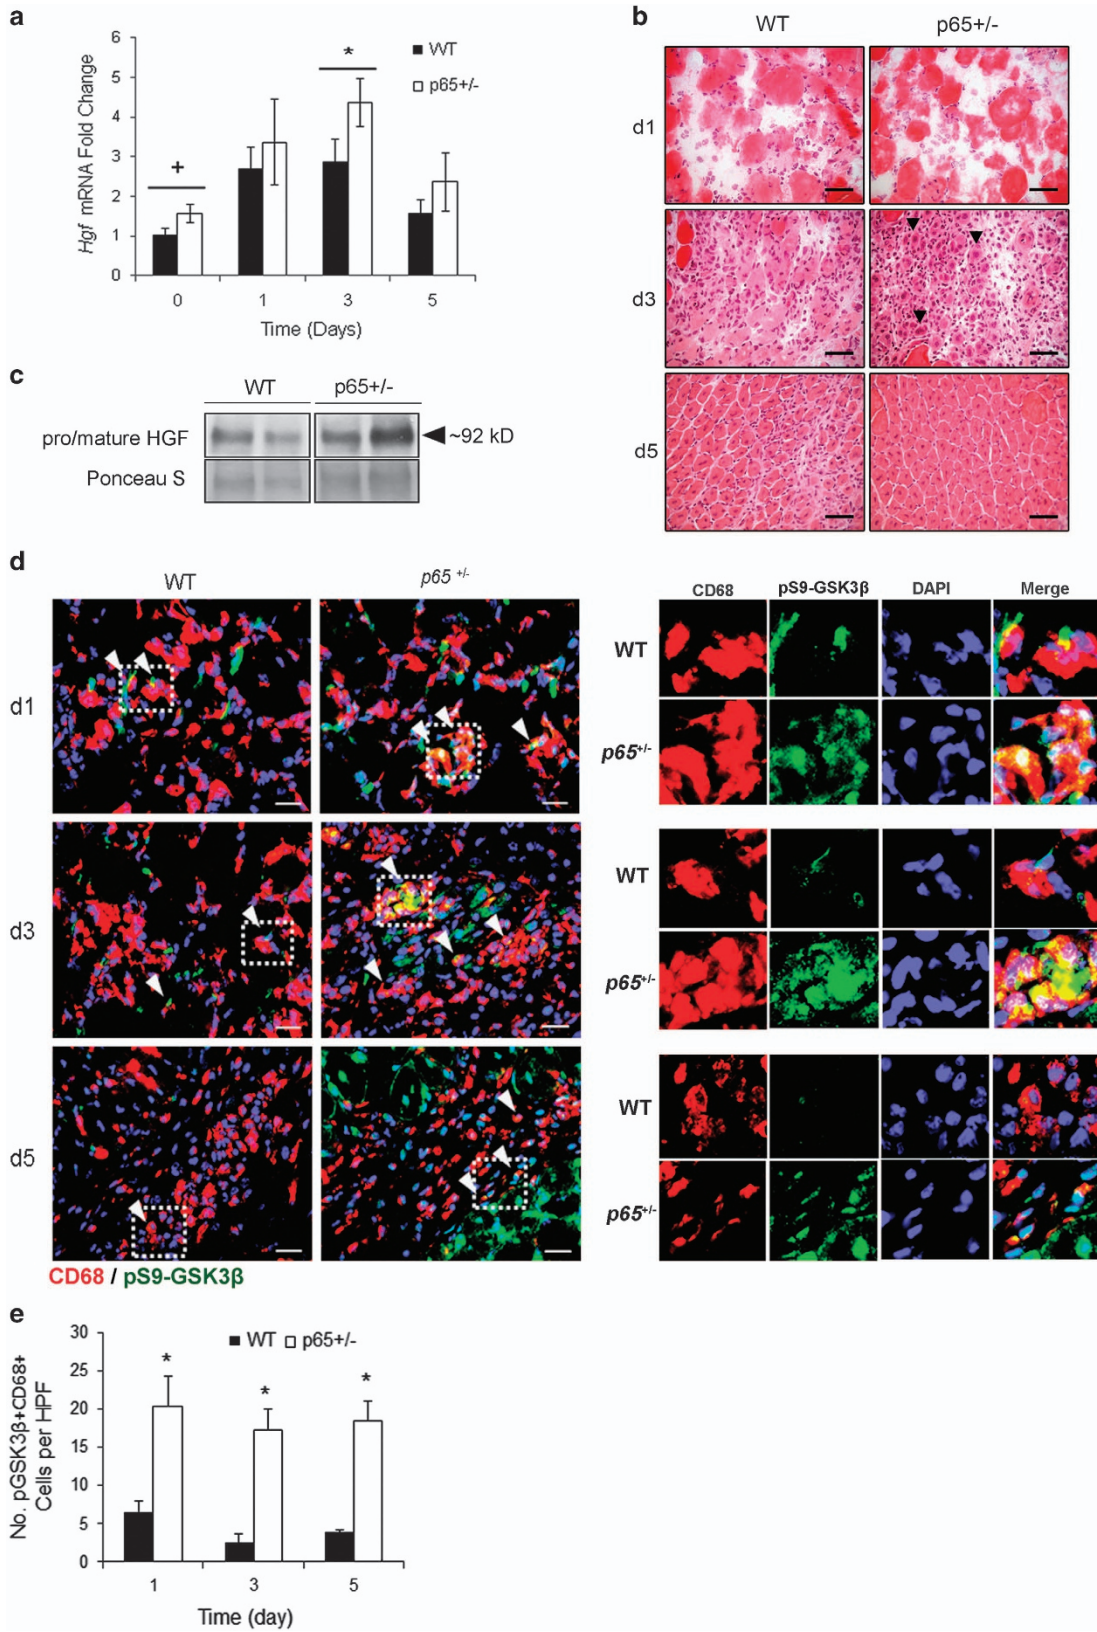 a
Hgf mRNA Fold Change
6
5
4
3
2
1
0
+
*
WT
p65+/-
0 1 3 5
Time (Days)
b
WT p65+/-
d1
d3
d5
c
WT p65+/-
pro/mature HGF
~92 kD
Ponceau S
d
WT p65 +/-
d1
d3
d5
CD68 / pS9-GSK3β
CD68 pS9-GSK3β DAPI Merge
WT
p65+/-
WT
p65+/-
WT
p65+/-
e
No. pGSK3β+CD68+
Cells per HPF
30
25
20
15
10
5
0
WT p65+/-
* * *
1 3 5
Time (day)